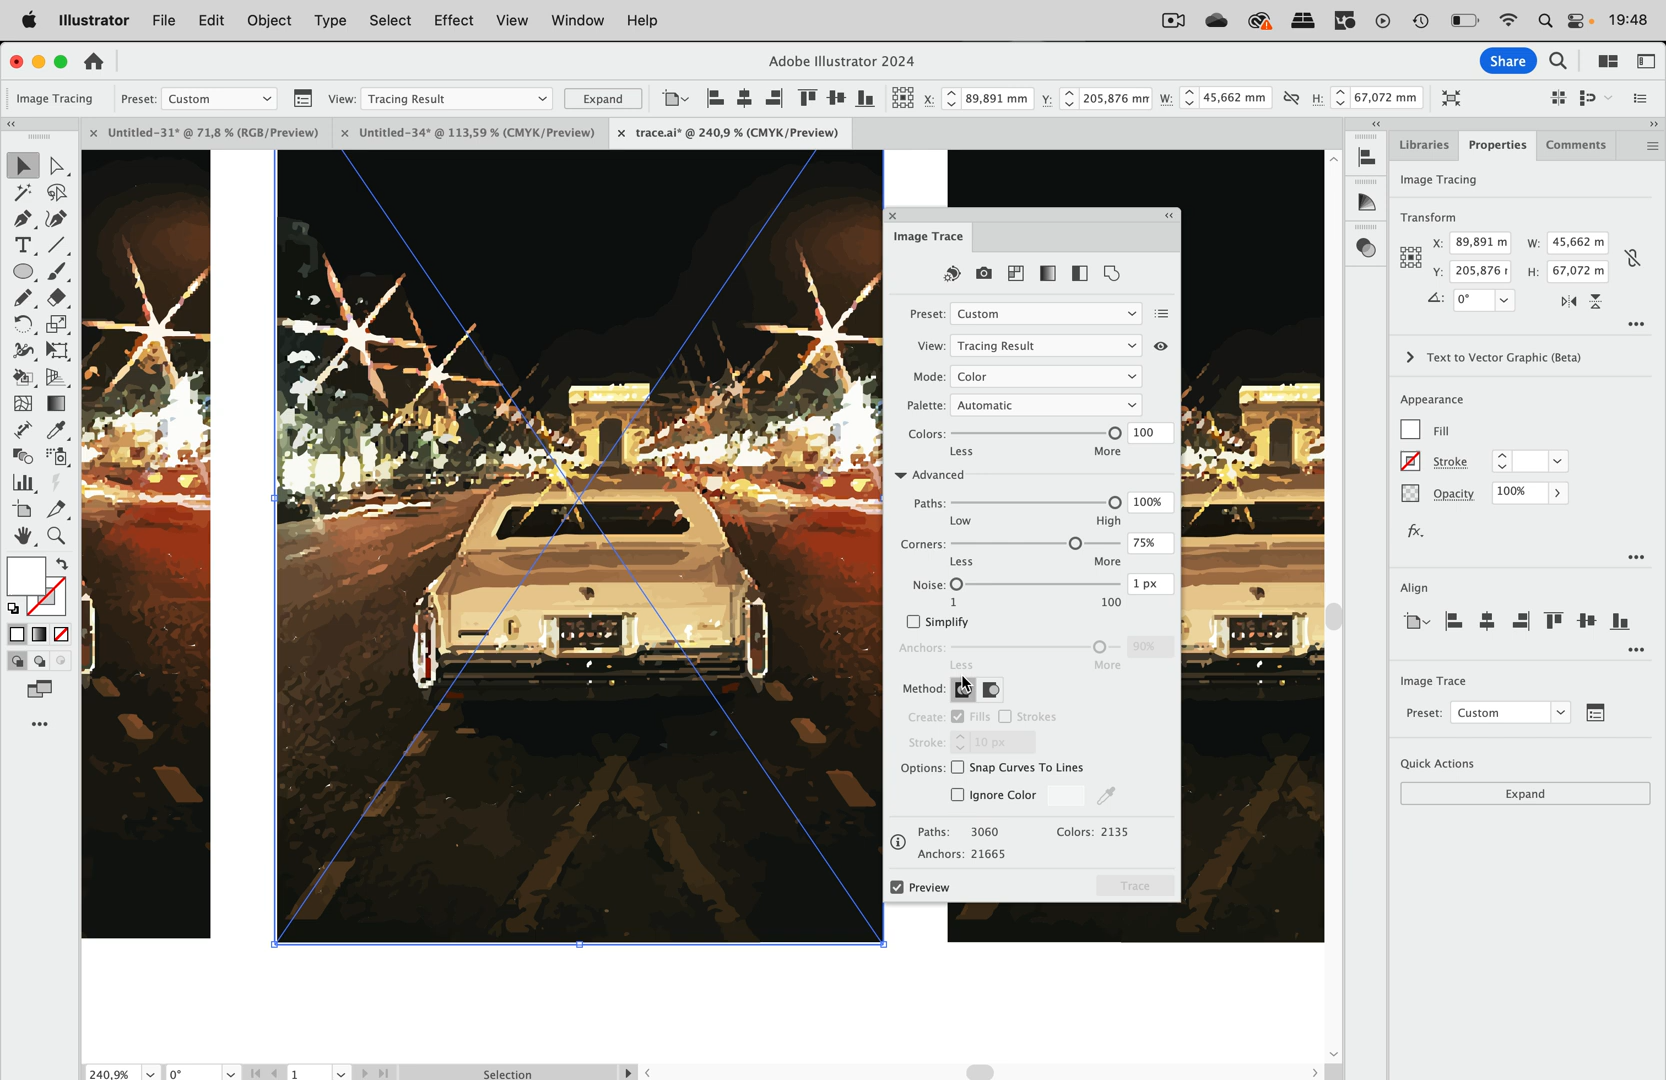 Illustrator File Edit Object Type Select Effect View Window Help 19:48
Adobe Illustrator 2024 Share
Image Tracing Preset: Custom View: Tracing Result Expand X: 89,891 mm Y: 205,876 mm W: 45,662 mm H: 67,072 mm
Untitled-31* @ 71,8 % (RGB/Preview) Untitled-34* @ 113,59 % (CMYK/Preview) trace.ai* @ 240,9 % (CMYK/Preview)
Image Trace
Preset: Custom
View: Tracing Result
Mode: Color
Palette: Automatic
Colors: 100
Less More
Advanced
Paths: 100%
Low High
Corners: 75%
Less More
Noise: 1 px
1 100
Simplify
Anchors: 90%
Less More
Method:
Create: Fills Strokes
Stroke: 10 px
Options: Snap Curves To Lines
Ignore Color
Paths: 3060 Colors: 2135
Anchors: 21665
Preview Trace
Libraries Properties Comments
Image Tracing
Transform
X: 89,891 m W: 45,662 m
Y: 205,876 H: 67,072 m
0°
Text to Vector Graphic (Beta)
Appearance
Fill
Stroke
Opacity 100%
fx.
Align
Image Trace
Preset: Custom
Quick Actions
Expand
240,9% 0° 1 Selection